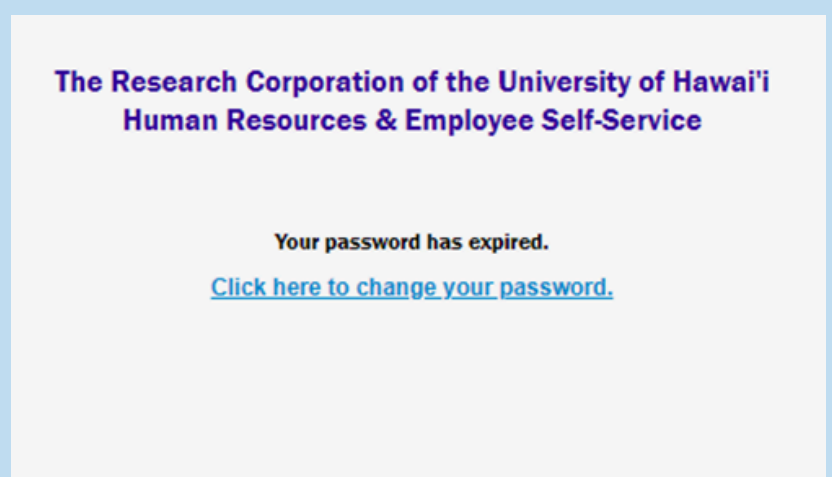 The Research Corporation of the University of Hawai'i
Human Resources & Employee Self-Service
Your password has expired.
Click here to change your password.